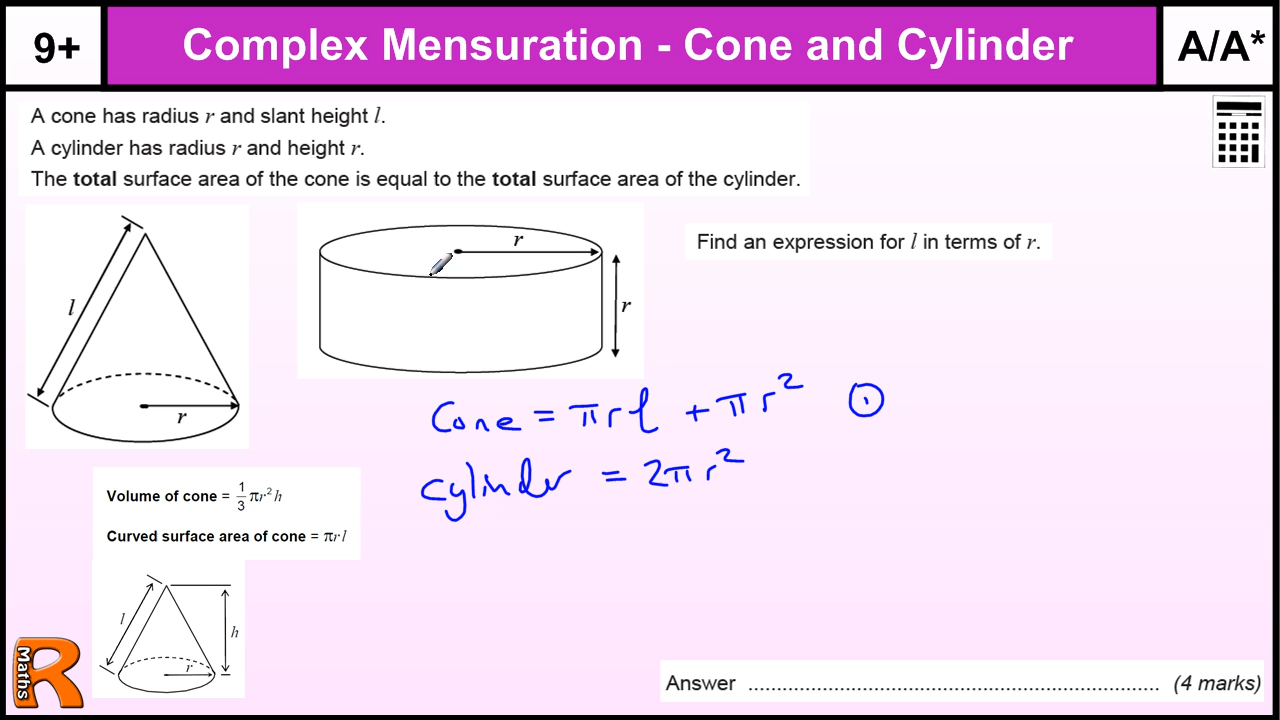 9+
Complex Mensuration - Cone and Cylinder
A/A*
A cone has radius r and slant height l.
A cylinder has radius r and height r.
The total surface area of the cone is equal to the total surface area of the cylinder.
Find an expression for l in terms of r.
l
r
r
r
Cone = πrl + πr² ①
cylinder = 2πr²
Volume of cone = 1/3 πr²h
Curved surface area of cone = πrl
l
h
r
Maths
R
Answer ........................................................................ (4 marks)